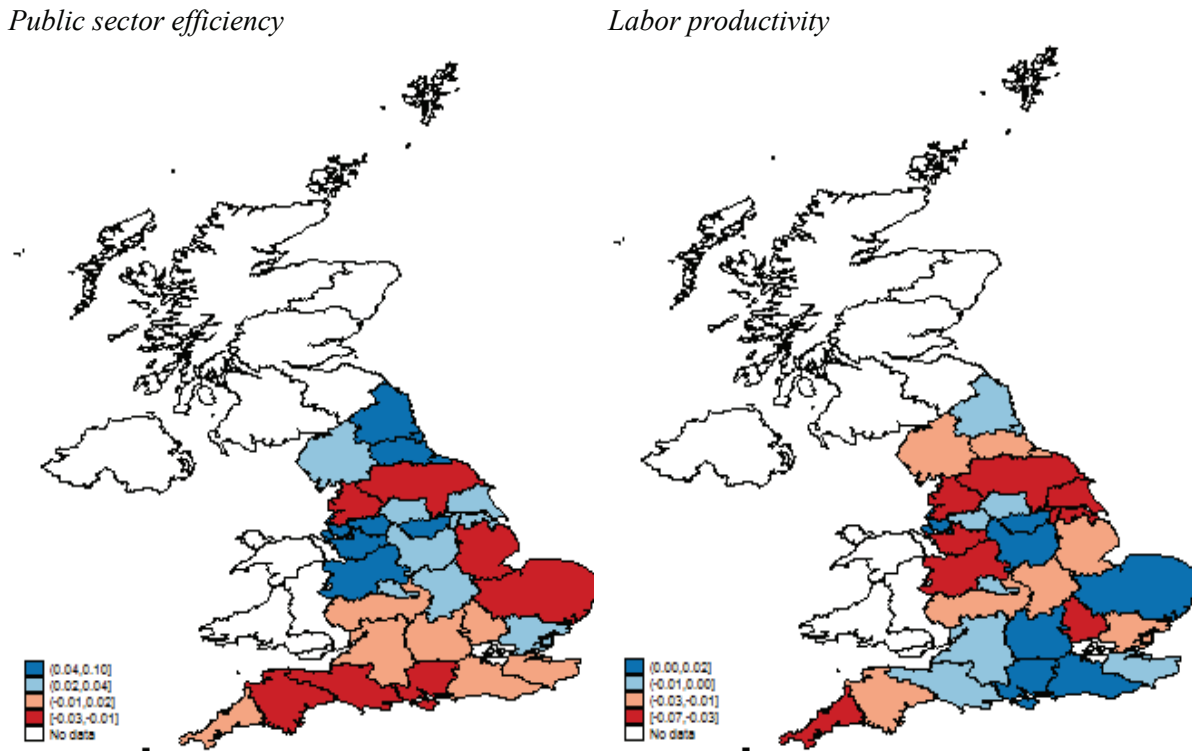 Public sector efficiency
Labor productivity
(0.04,0.10]
(0.02,0.04]
(-0.01,0.02]
[-0.03,-0.01]
No data
(0.00,0.02]
(-0.01,0.00]
(-0.03,-0.01]
[-0.07,-0.03]
No data